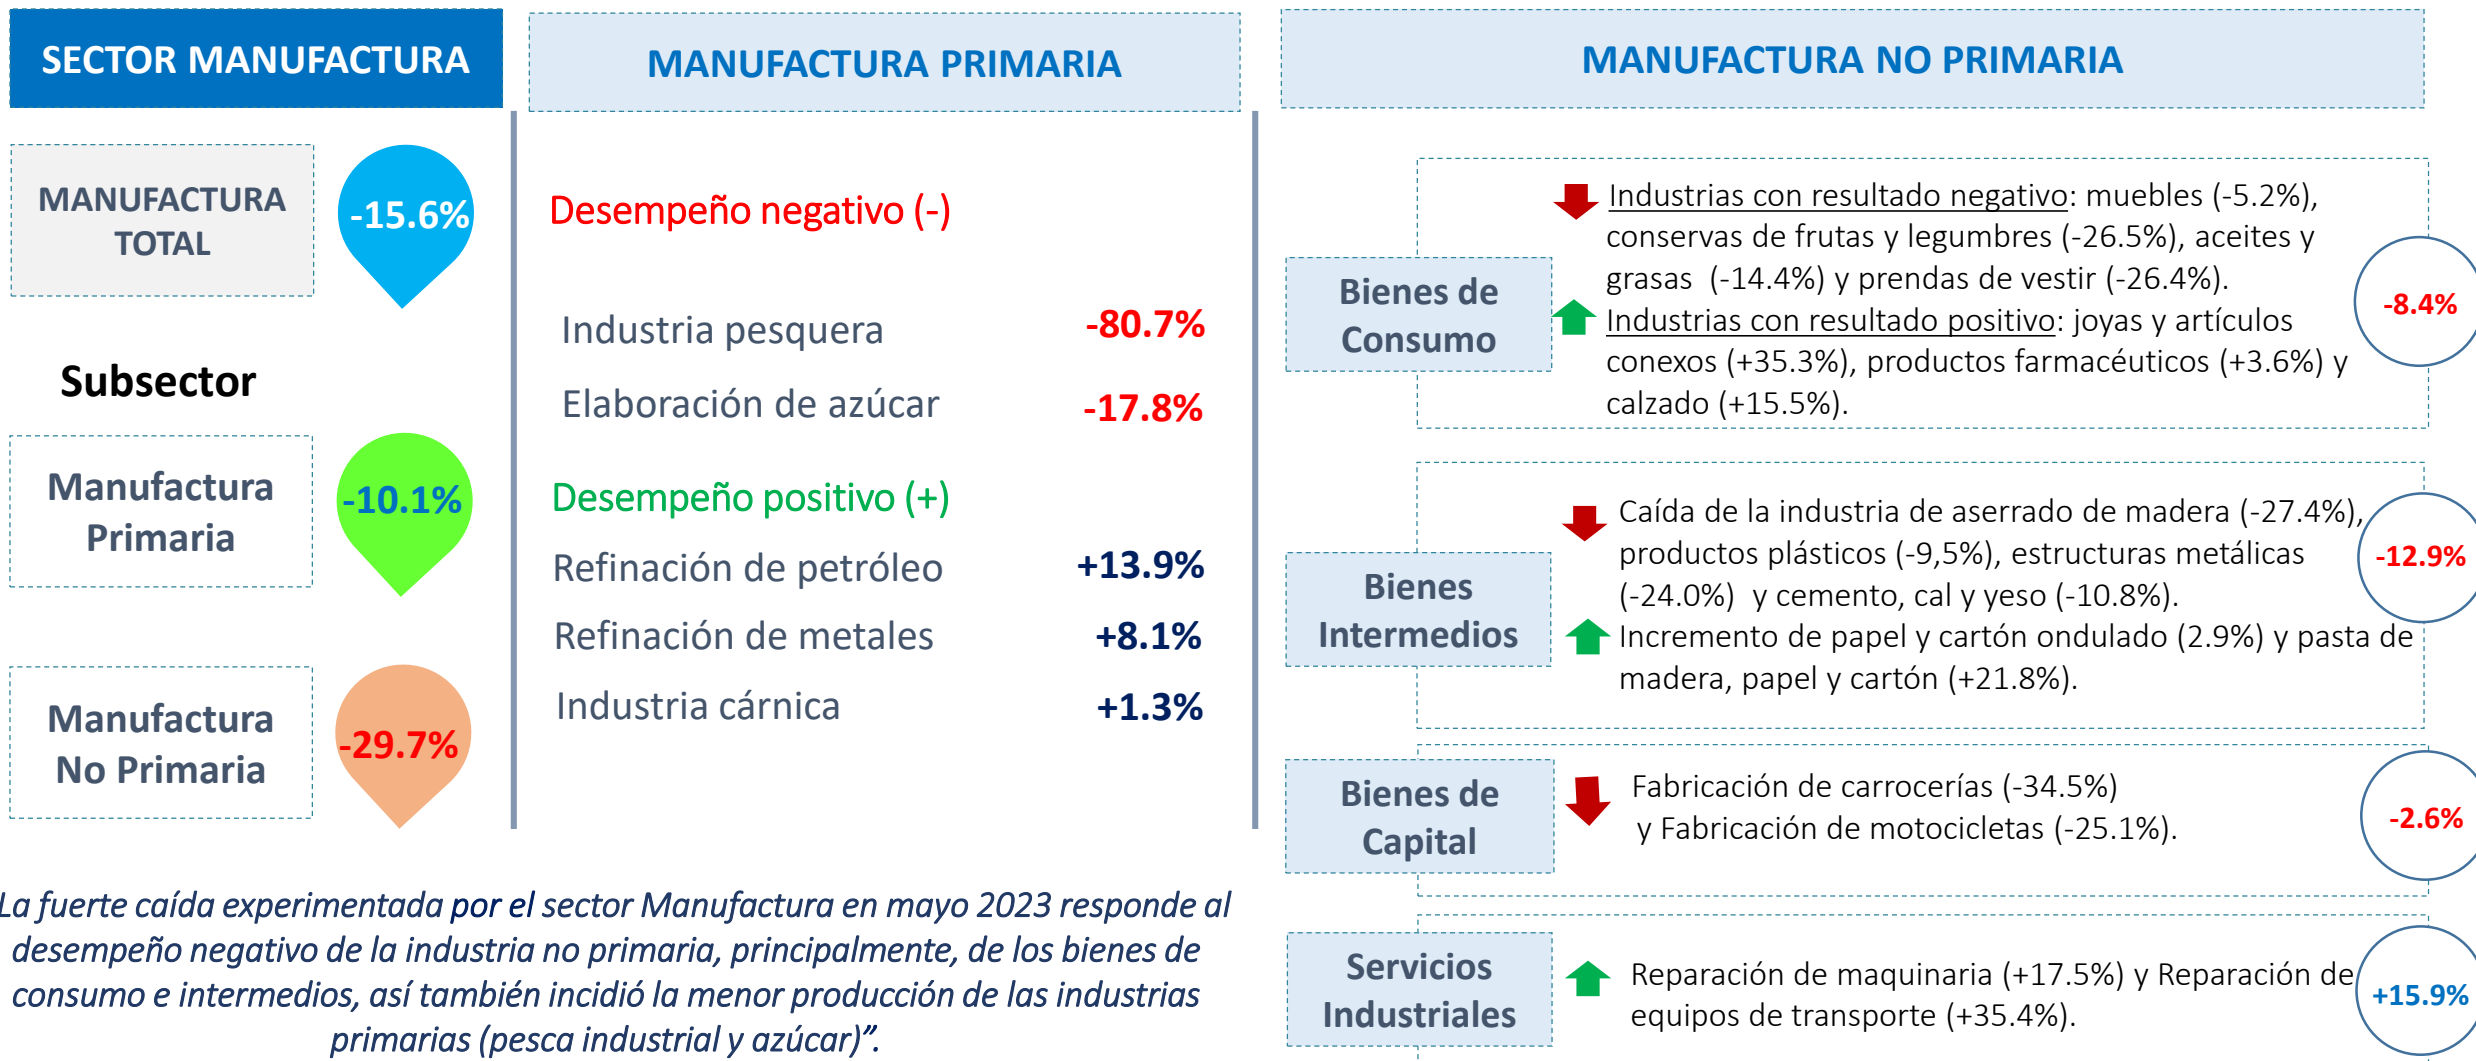 SECTOR MANUFACTURA
MANUFACTURA
TOTAL
-15.6%
Subsector
Manufactura
Primaria
-10.1%
Manufactura
No Primaria
-29.7%
MANUFACTURA PRIMARIA
Desempeño negativo (-)
Industria pesquera -80.7%
Elaboración de azúcar -17.8%
Desempeño positivo (+)
Refinación de petróleo +13.9%
Refinación de metales +8.1%
Industria cárnica +1.3%
La fuerte caída experimentada por el sector Manufactura en mayo 2023 responde al
desempeño negativo de la industria no primaria, principalmente, de los bienes de
consumo e intermedios, así también incidió la menor producción de las industrias
primarias (pesca industrial y azúcar)”.
MANUFACTURA NO PRIMARIA
Bienes de
Consumo
Industrias con resultado negativo: muebles (-5.2%),
conservas de frutas y legumbres (-26.5%), aceites y
grasas (-14.4%) y prendas de vestir (-26.4%).
Industrias con resultado positivo: joyas y artículos
conexos (+35.3%), productos farmacéuticos (+3.6%) y
calzado (+15.5%).
-8.4%
Bienes
Intermedios
Caída de la industria de aserrado de madera (-27.4%),
productos plásticos (-9,5%), estructuras metálicas
(-24.0%) y cemento, cal y yeso (-10.8%).
Incremento de papel y cartón ondulado (2.9%) y pasta de
madera, papel y cartón (+21.8%).
-12.9%
Bienes de
Capital
Fabricación de carrocerías (-34.5%)
y Fabricación de motocicletas (-25.1%).
-2.6%
Servicios
Industriales
Reparación de maquinaria (+17.5%) y Reparación de
equipos de transporte (+35.4%).
+15.9%